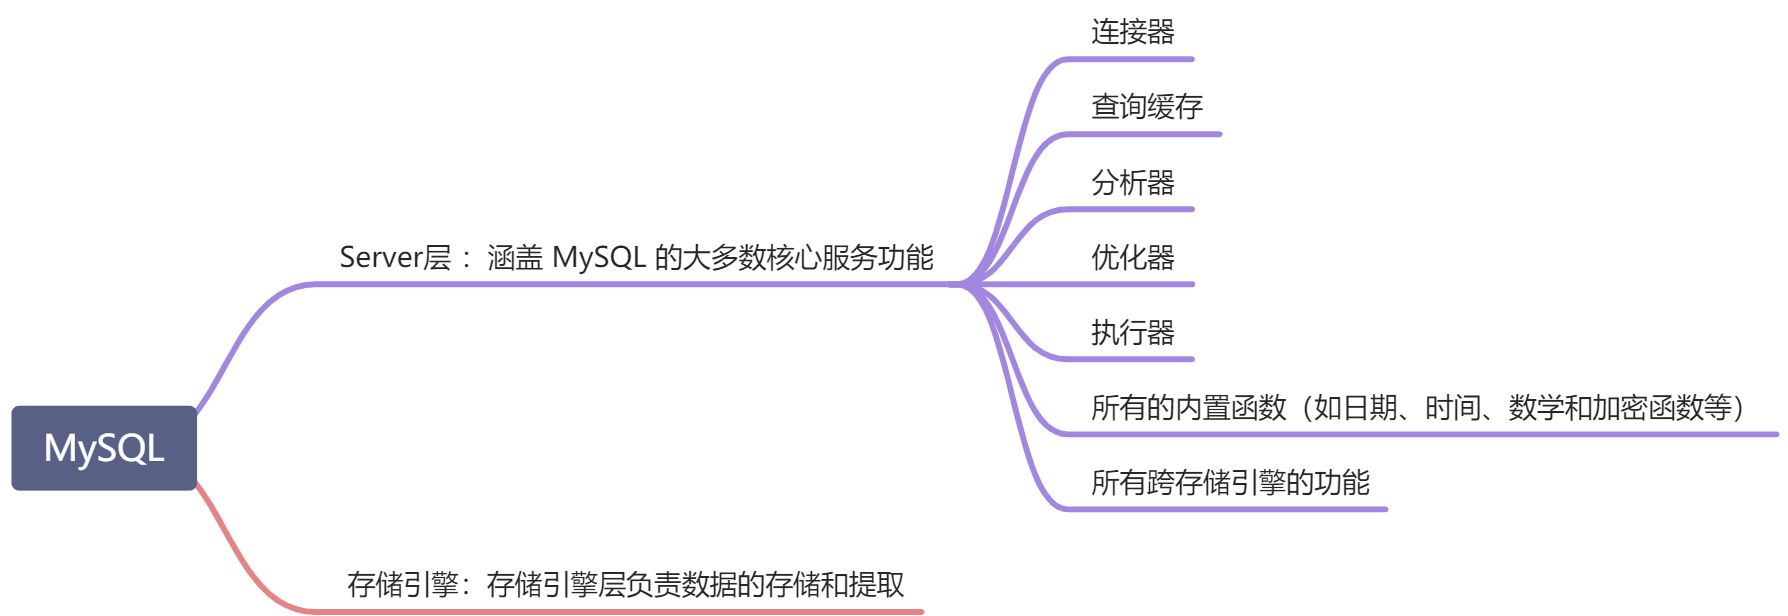 MySQL
Server层 ：涵盖 MySQL 的大多数核心服务功能
连接器
查询缓存
分析器
优化器
执行器
所有的内置函数（如日期、时间、数学和加密函数等）
所有跨存储引擎的功能
存储引擎：存储引擎层负责数据的存储和提取